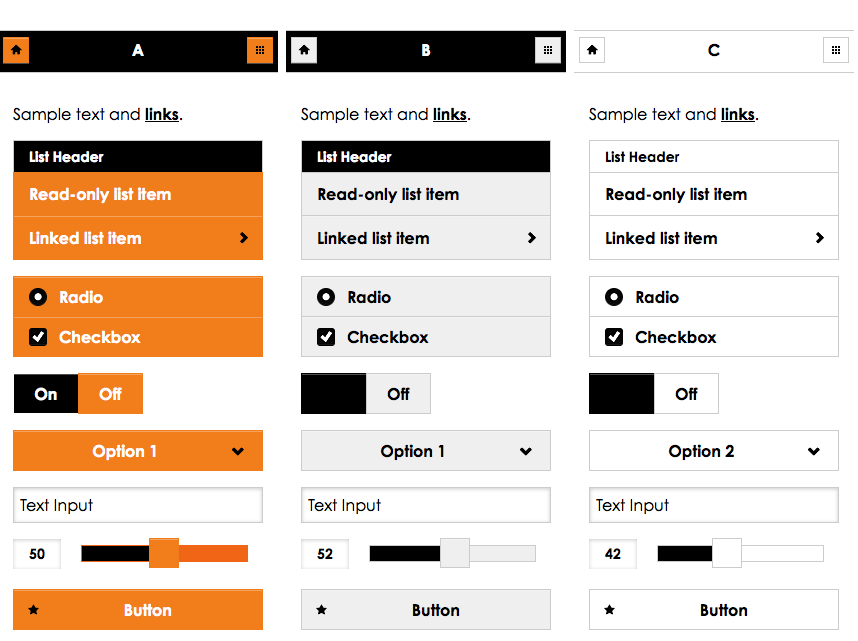 A
Sample text and links.
List Header
Read-only list item
Linked list item
Radio
Checkbox
On Off
Option 1
Text Input
50
Button
B
Sample text and links.
List Header
Read-only list item
Linked list item
Radio
Checkbox
Off
Option 1
Text Input
52
Button
C
Sample text and links.
List Header
Read-only list item
Linked list item
Radio
Checkbox
Off
Option 2
Text Input
42
Button